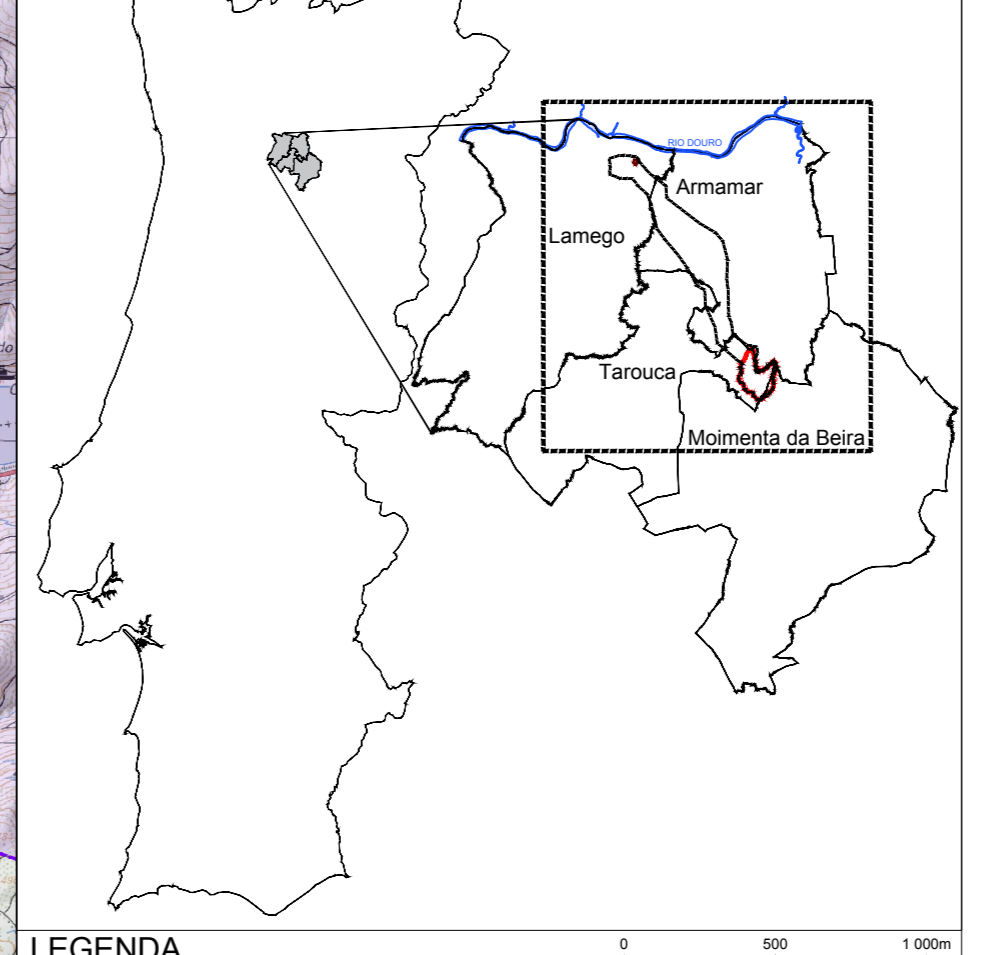 RIO DOURO
Armamar
Lamego
Tarouca
Moimenta da Beira
LEGENDA
0 500 1 000m